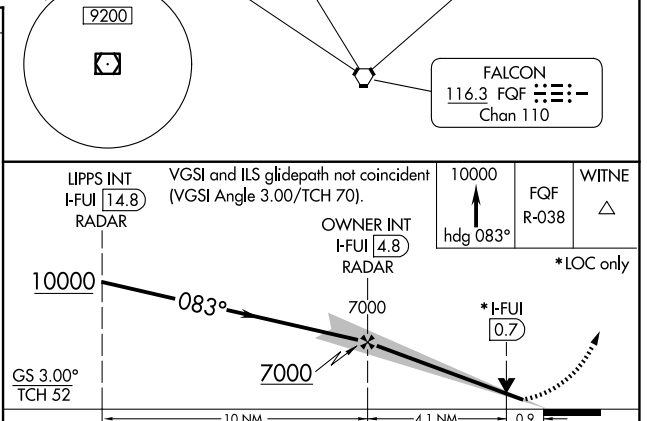 9200
FALCON
116.3 FQF
Chan 110
LIPPS INT
I-FUI 14.8
RADAR
VGSI and ILS glidepath not coincident
(VGSI Angle 3.00/TCH 70).
OWNER INT
I-FUI 4.8
RADAR
10000
hdg 083°
FQF
R-038
WITNE
*LOC only
10000
083°
7000
* I-FUI
0.7
7000
GS 3.00°
TCH 52
10 NM
4.1 NM
0.9